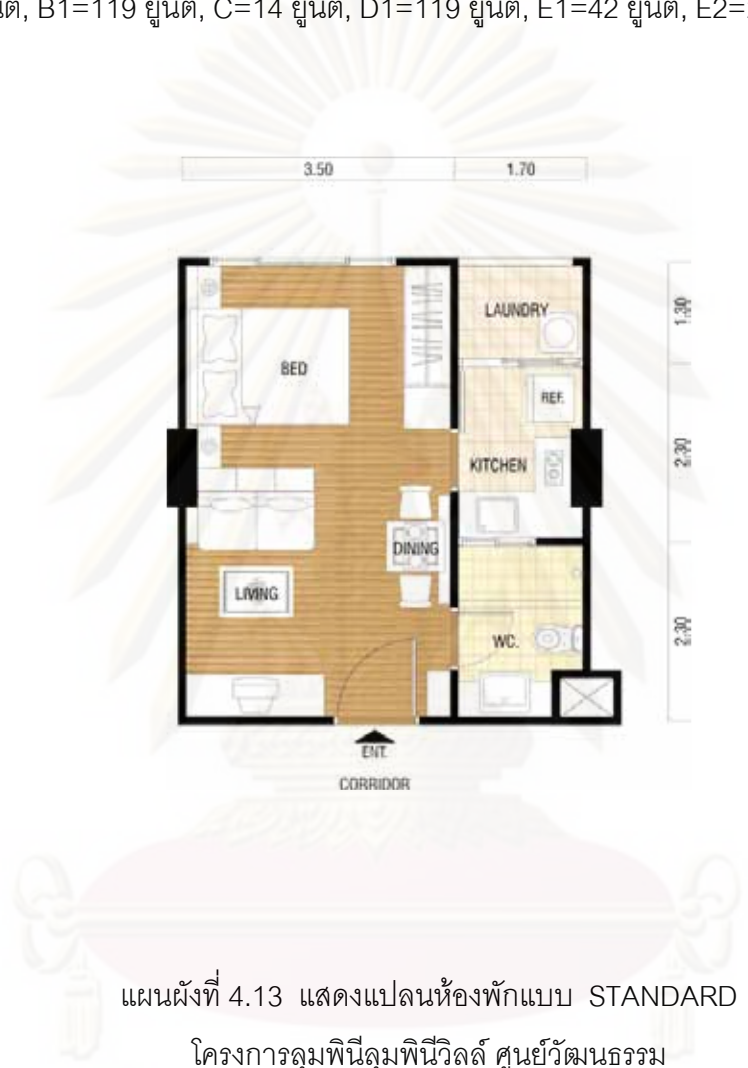 B1=119 ยูนิต, C=14 ยูนิต, D1=119 ยูนิต, E1=42 ยูนิต,
3.50 1.70
LAUNDRY
1.30
BED
REF.
KITCHEN
2.30
DINING
LIVING
WC.
2.30
ENT.
CORRIDOR
แผนผังที่ 4.13 แสดงแปลนห้องพักแบบ STANDARD
โครงการลุมพินีลุมพินีวิลล์ ศูนย์วัฒนธรรม